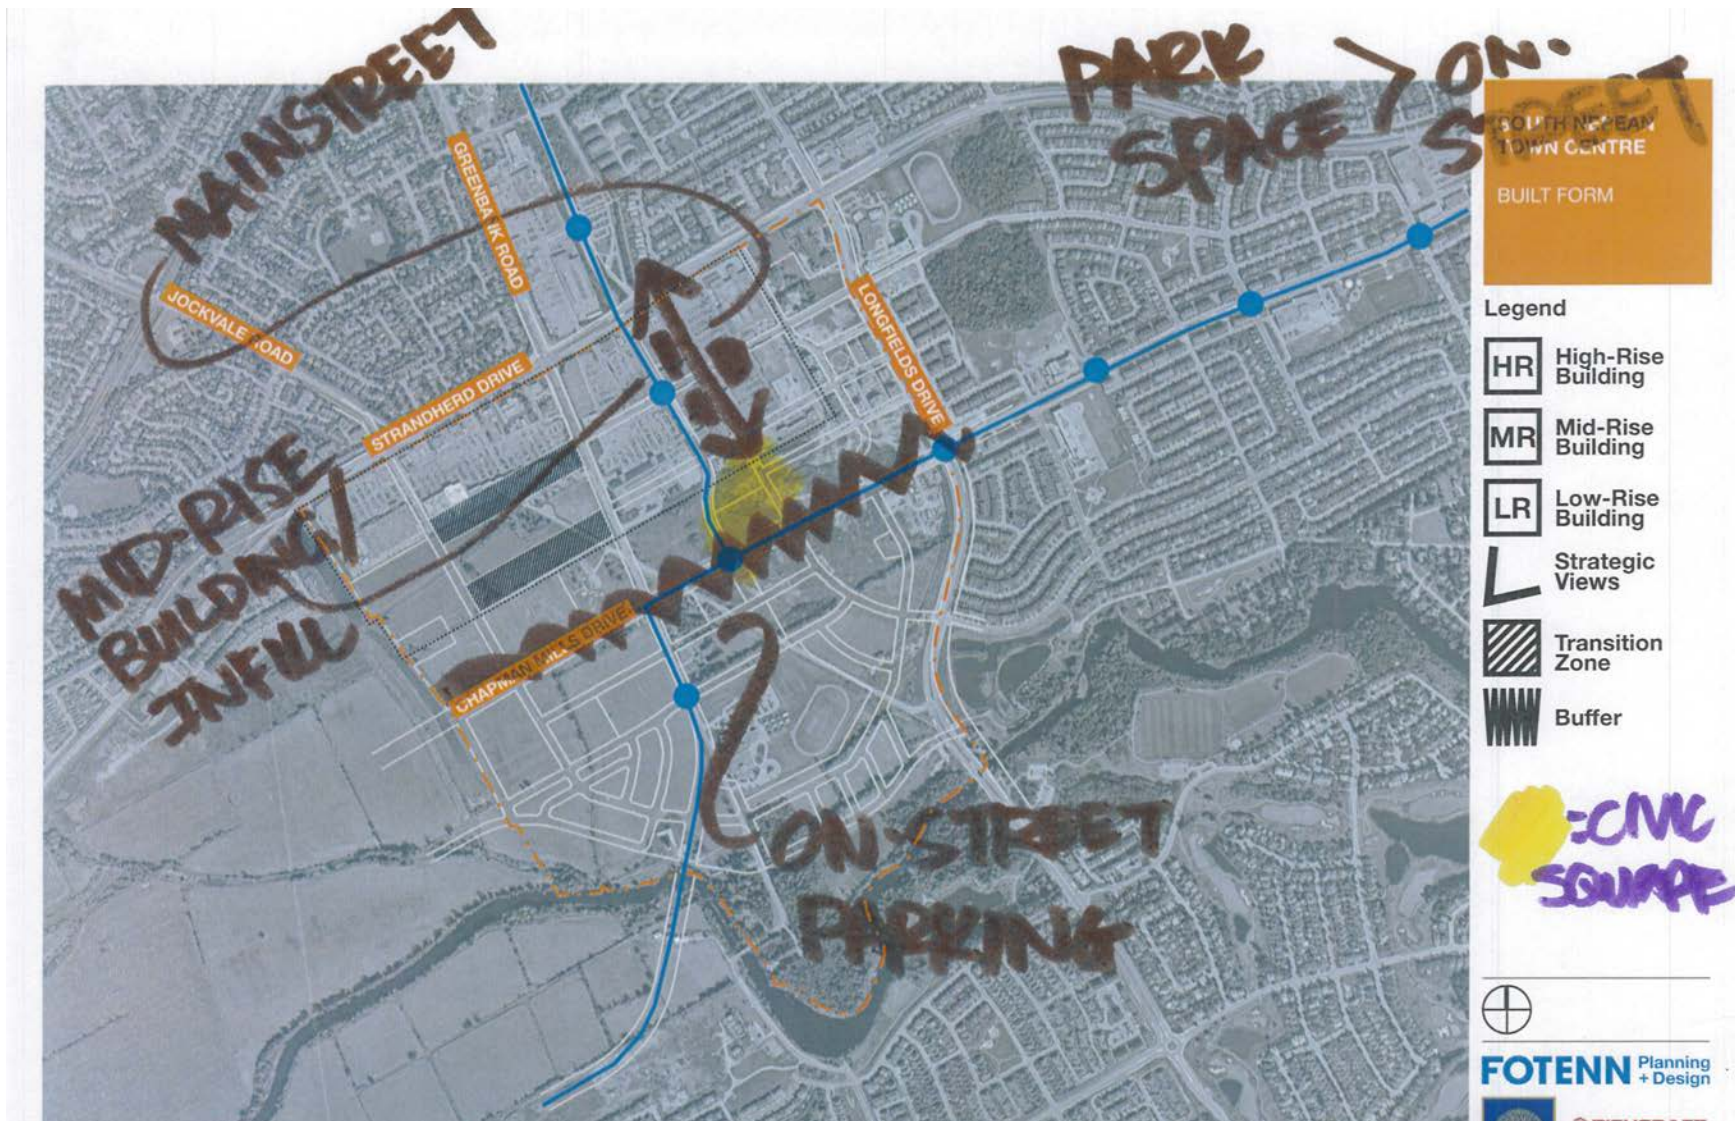 MAINSTREET
PARK
SPACE > ON-
STREET
SOUTH NEPEAN
TOWN CENTRE
BUILT FORM
GREENBANK ROAD
JOCKVALE ROAD
STRANDHERD DRIVE
LONGFIELDS DRIVE
CHAPMAN MILLS DRIVE
MID-RISE
BUILDING/
INFILL
ON-STREET
PARKING
Legend
HR High-Rise
Building
MR Mid-Rise
Building
LR Low-Rise
Building
Strategic
Views
Transition
Zone
Buffer
=CIVIC
SQUARE
FOTENN Planning
+ Design